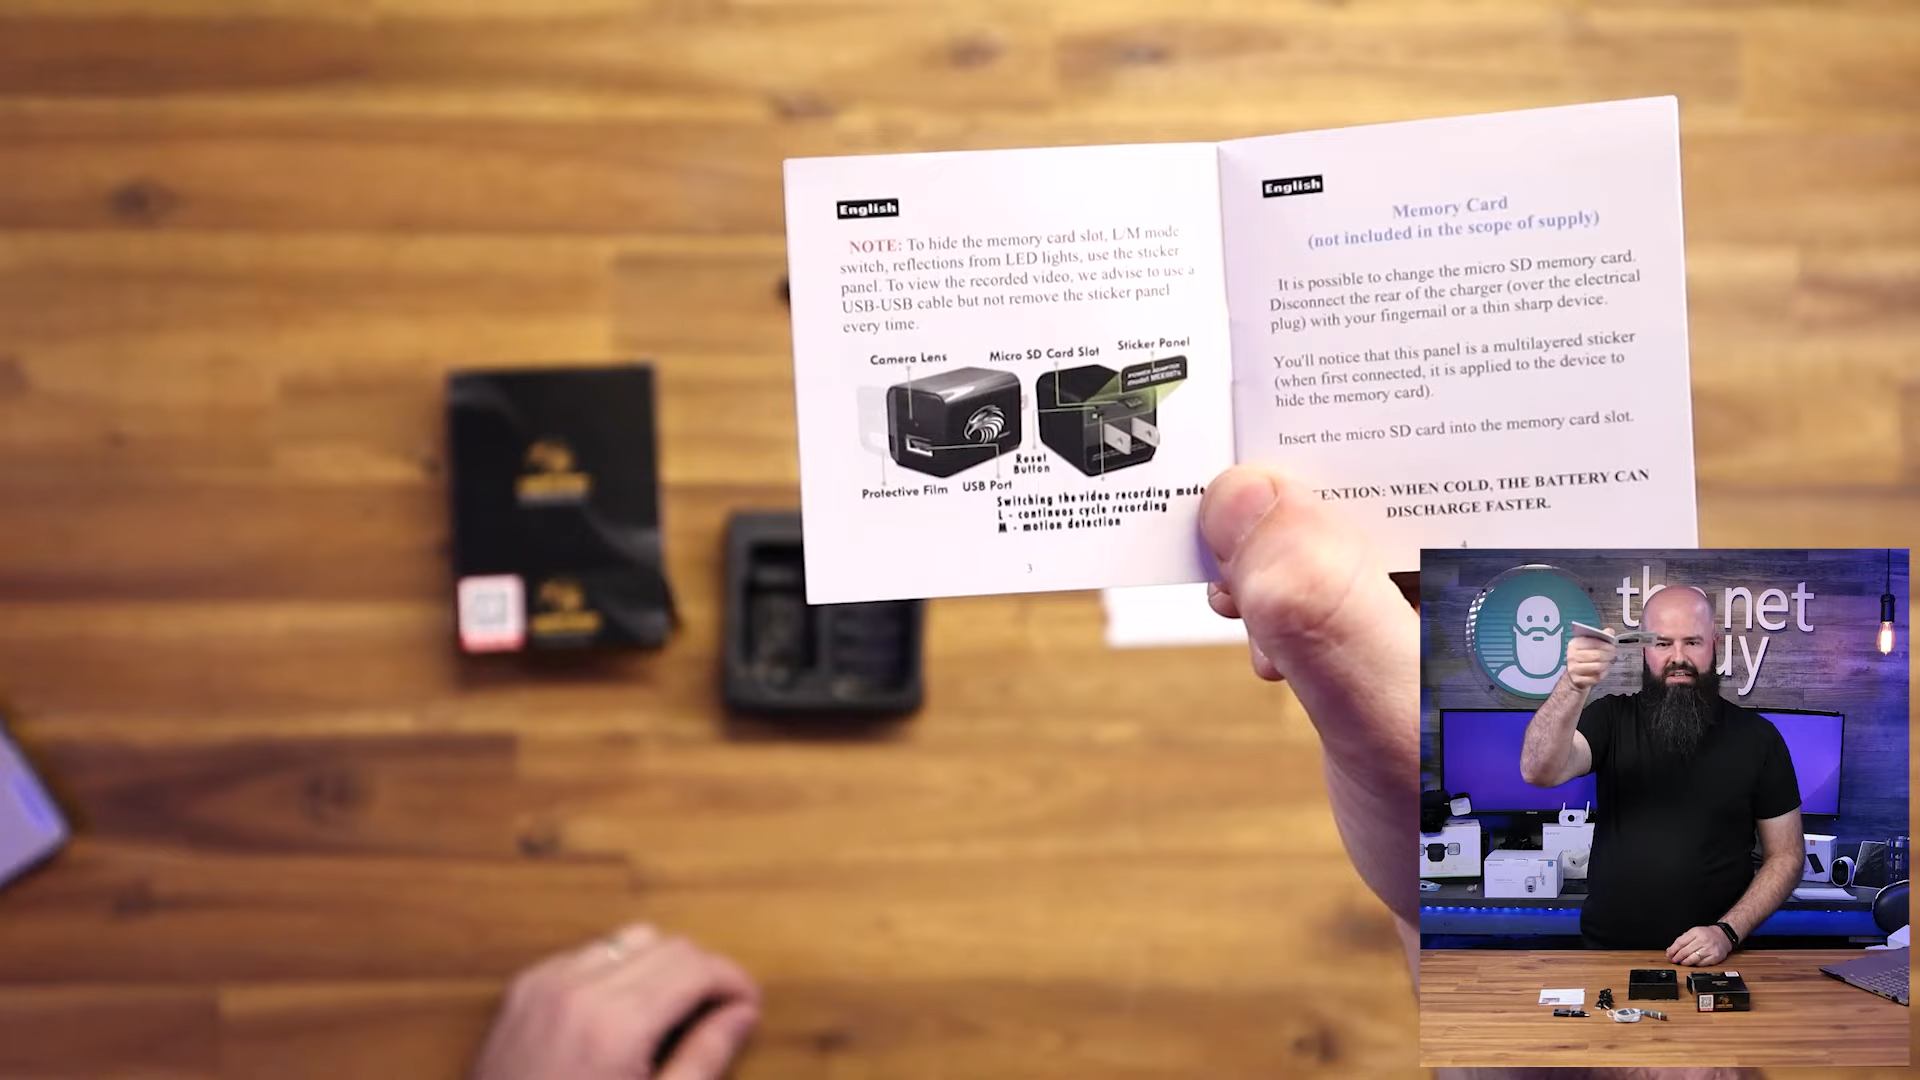 English
NOTE: To hide the memory card slot, L/M mode
switch, reflections from LED lights, use the sticker
panel. To view the recorded video, we advise to use a
USB-USB cable but not remove the sticker panel
every time.
Camera Lens
Micro SD Card Slot
Sticker Panel
POWER ADAPTER
Reset
Button
Protective Film
USB Port
Switching the video recording mode
L - continuos cycle recording
M - motion detection
3
English
Memory Card
(not included in the scope of supply)
It is possible to change the micro SD memory card.
Disconnect the rear of the charger (over the electrical
plug) with your fingernail or a thin sharp device.
You'll notice that this panel is a multilayered sticker
(when first connected, it is applied to the device to
hide the memory card).
Insert the micro SD card into the memory card slot.
ENTION: WHEN COLD, THE BATTERY CAN
DISCHARGE FASTER.
4
the net
uy